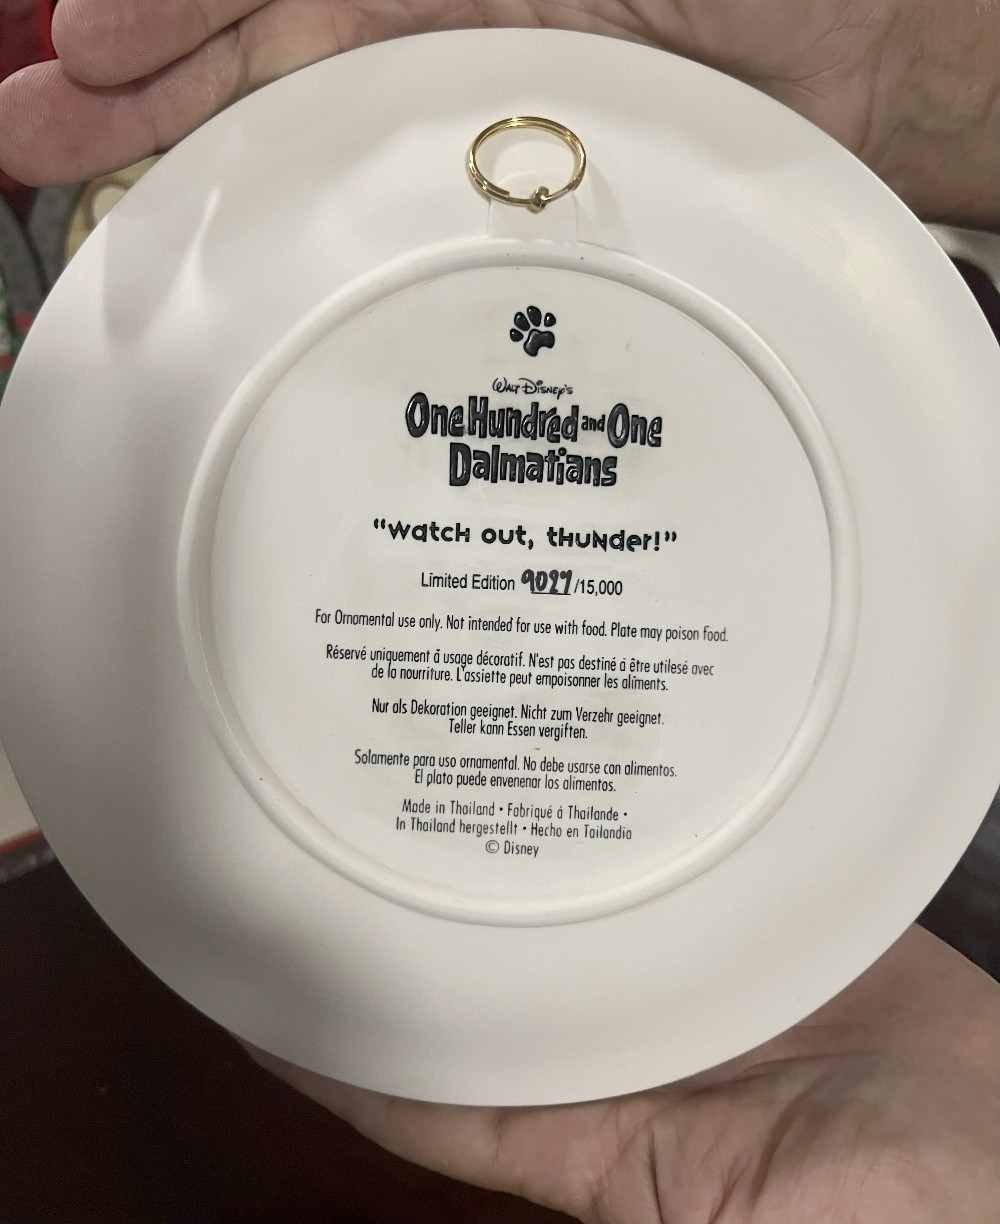 Walt Disney's
One Hundred and One
Dalmatians
"Watch out, thunder!"
Limited Edition 9027/15,000
For Ornamental use only. Not intended for use with food. Plate may poison food.
Réservé uniquement ā usage décoratif. N'est pas destiné ā être utilesé avec
de la nourriture. L'assiette peut empoisonner les aliments.
Nur als Dekoration geeignet. Nicht zum Verzehr geeignet.
Teller kann Essen vergiften.
Solamente para uso ornamental. No debe usarse con alimentos.
El plato puede envenenar los alimentos.
Made in Thailand • Fabriqué à Thaïlande •
In Thailand hergestellt • Hecho en Tailandia
© Disney